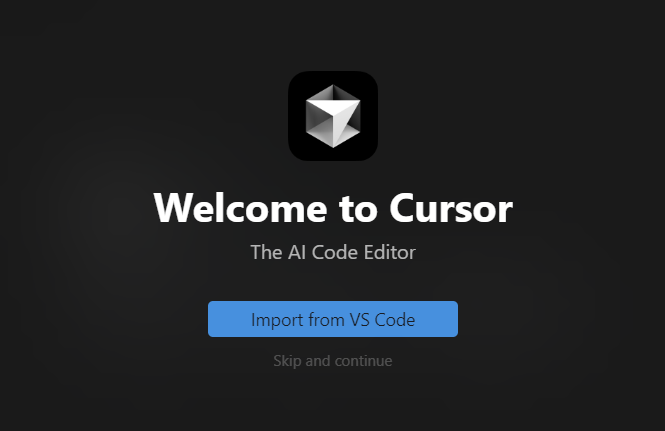 Welcome to Cursor
The AI Code Editor
Import from VS Code
Skip and continue